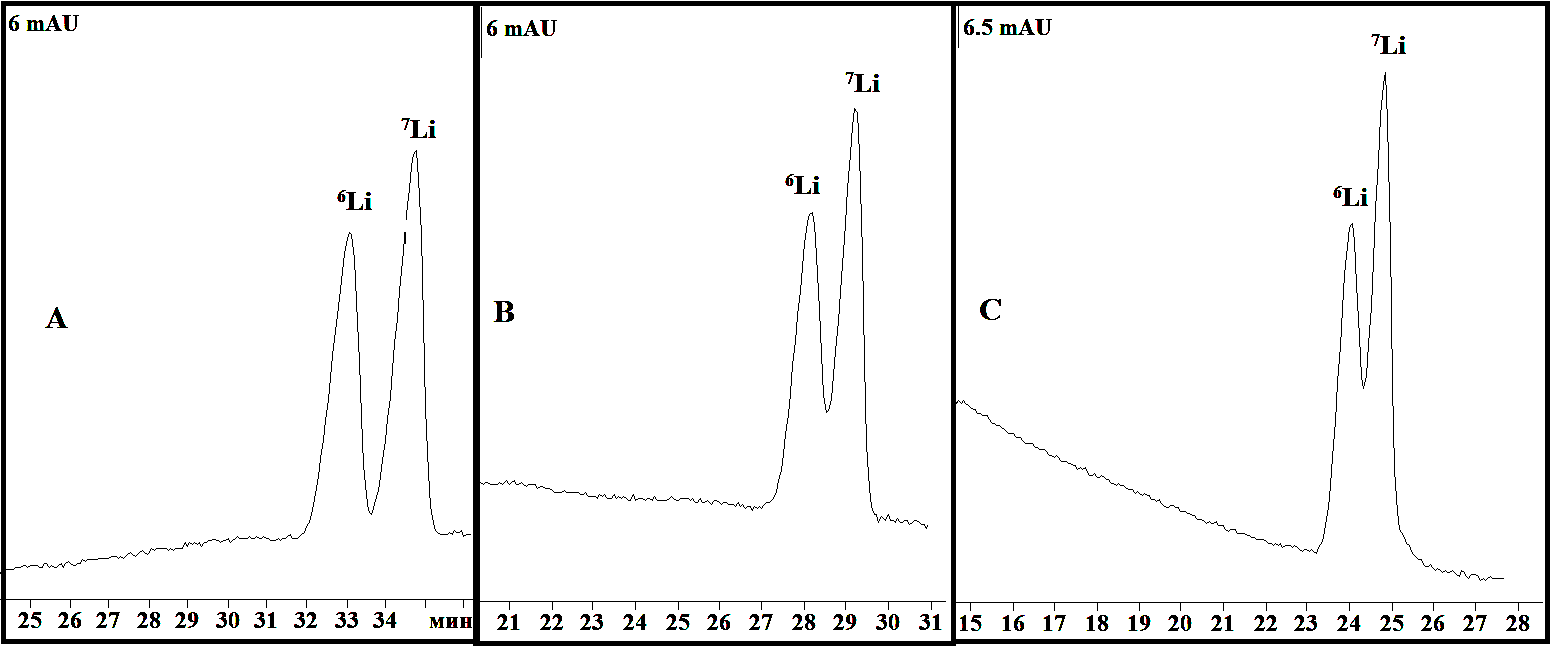 6 mAU
⁶Li
⁷Li
A
25 26 27 28 29 30 31 32 33 34 мин
6 mAU
⁶Li
⁷Li
B
21 22 23 24 25 26 27 28 29 30 31
6.5 mAU
⁷Li
⁶Li
C
15 16 17 18 19 20 21 22 23 24 25 26 27 28